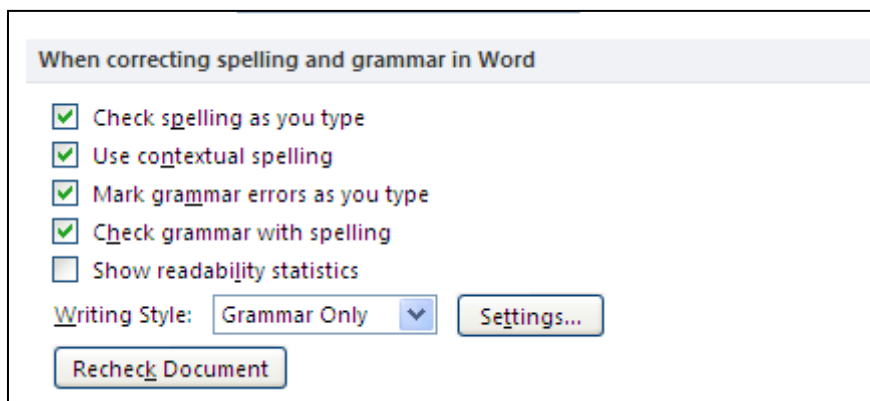 When correcting spelling and grammar in Word
Check spelling as you type
Use contextual spelling
Mark grammar errors as you type
Check grammar with spelling
Show readability statistics
Writing Style: Grammar Only Settings...
Recheck Document